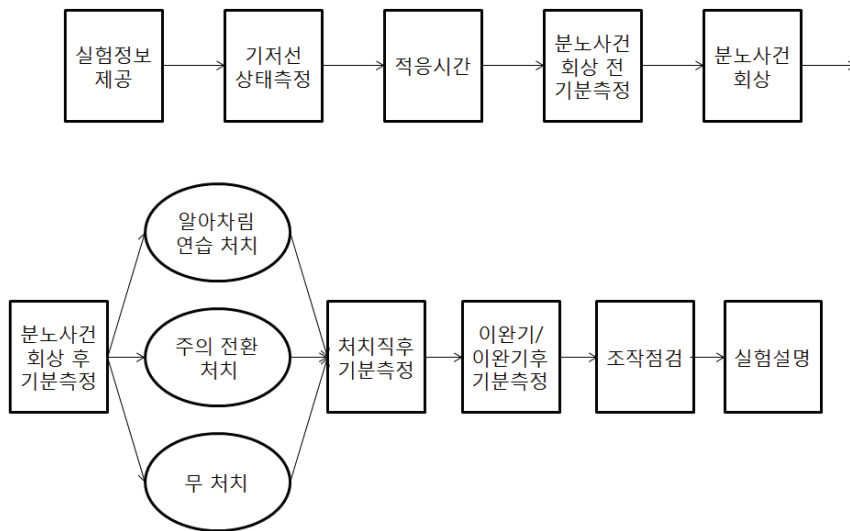 실험정보
제공
기저선
상태측정
적응시간
분노사건
회상 전
기분측정
분노사건
회상
알아차림
연습 처치
분노사건
회상 후
기분측정
주의 전환
처치
무 처치
처치직후
기분측정
이완기/
이완기후
기분측정
조작점검
실험설명